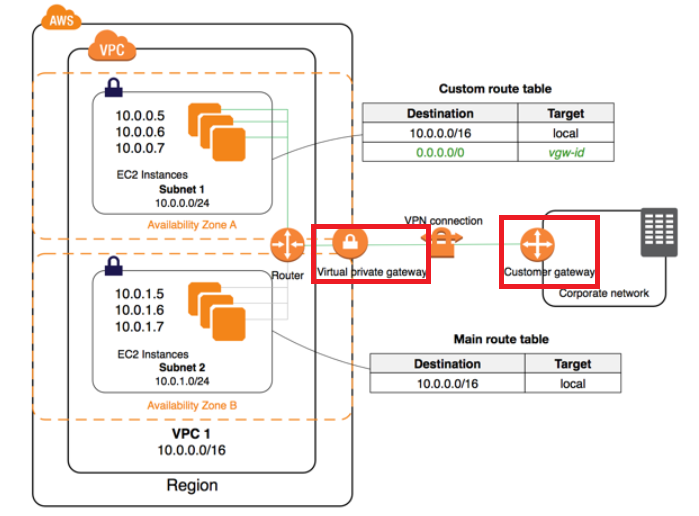 AWS
VPC
10.0.0.5
10.0.0.6
10.0.0.7
EC2 Instances
Subnet 1
10.0.0.0/24
Availability Zone A
Custom route table
Destination Target
10.0.0.0/16 local
0.0.0.0/0 vgw-id
Router
Virtual private gateway
VPN connection
Customer gateway
Corporate network
10.0.1.5
10.0.1.6
10.0.1.7
EC2 Instances
Subnet 2
10.0.1.0/24
Availability Zone B
Main route table
Destination Target
10.0.0.0/16 local
VPC 1
10.0.0.0/16
Region